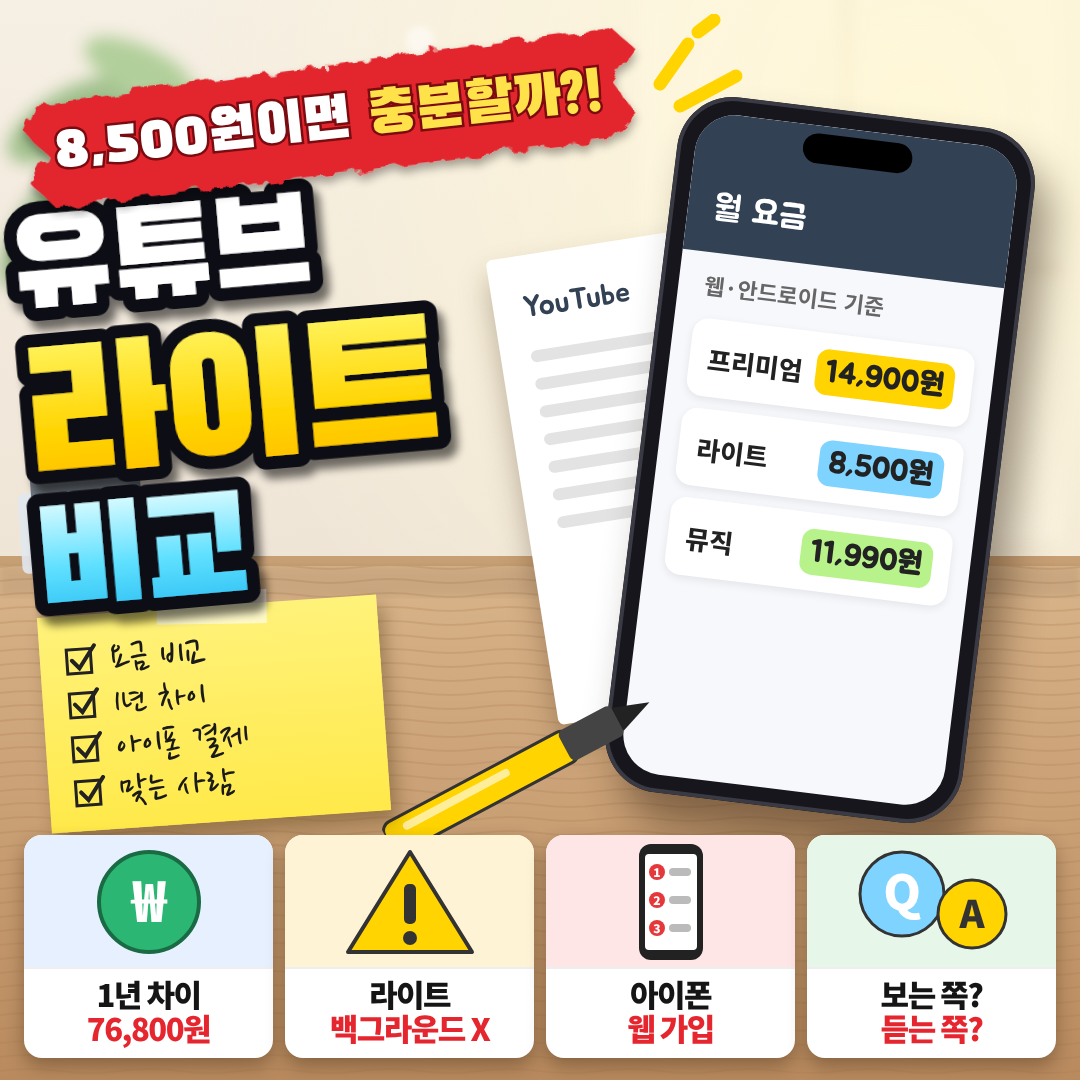 8,500원이면 충분할까?!
유튜브
라이트
비교
YouTube
월 요금
웹·안드로이드 기준
프리미엄 14,900원
라이트 8,500원
뮤직 11,990원
요금 비교
1년 차이
아이폰 결제
맞는 사람
₩
1년 차이
76,800원
라이트
백그라운드 X
1
2
3
아이폰
웹 가입
Q
A
보는 쪽?
듣는 쪽?